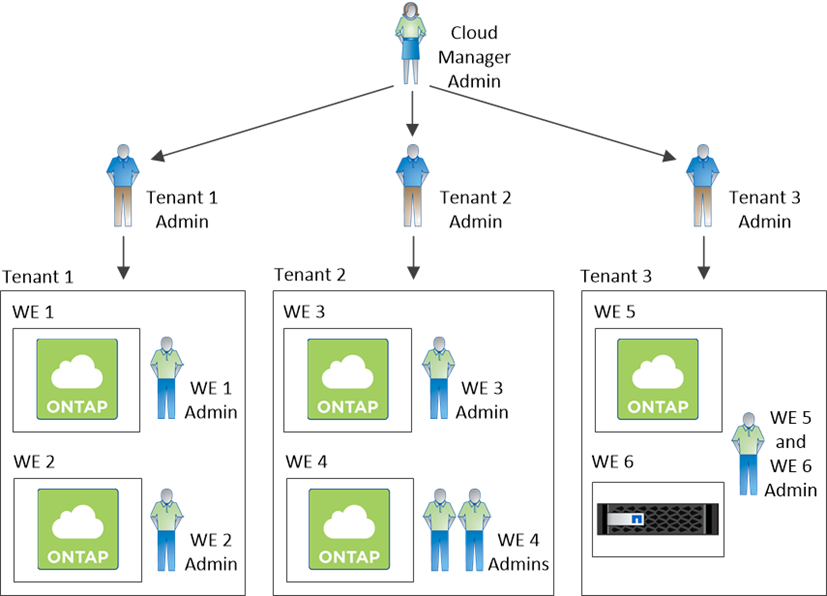 Cloud
Manager
Admin
Tenant 1
Admin
Tenant 2
Admin
Tenant 3
Admin
Tenant 1
WE 1
ONTAP
WE 1
Admin
WE 2
ONTAP
WE 2
Admin
Tenant 2
WE 3
ONTAP
WE 3
Admin
WE 4
ONTAP
WE 4
Admins
Tenant 3
WE 5
ONTAP
WE 5
and
WE 6
Admin
WE 6